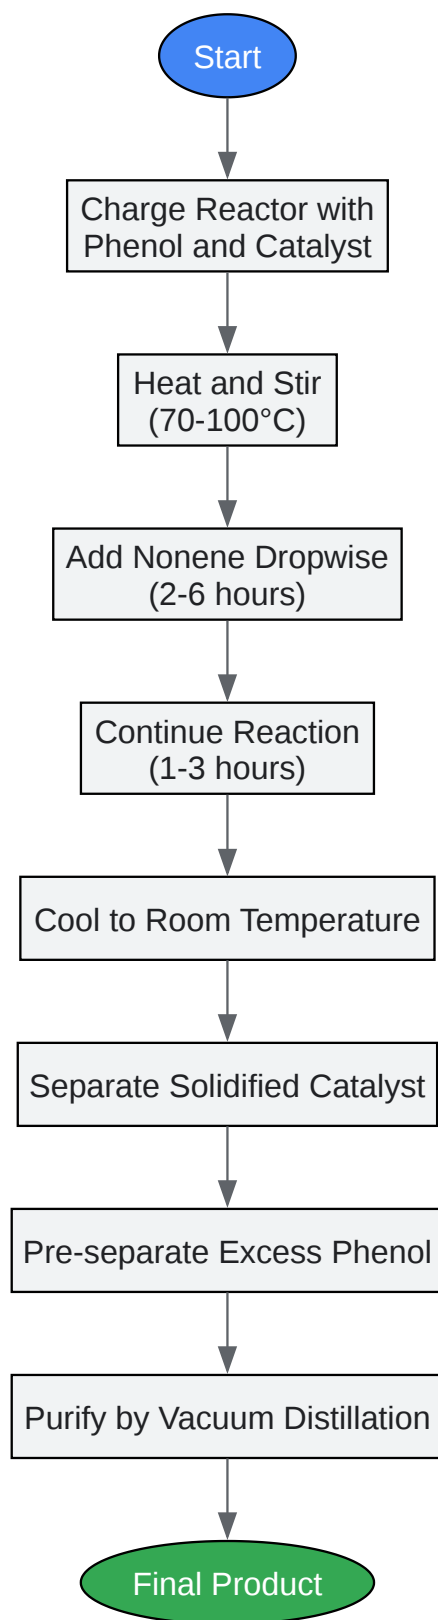 Start
Charge Reactor with
Phenol and Catalyst
Heat and Stir
(70-100°C)
Add Nonene Dropwise
(2-6 hours)
Continue Reaction
(1-3 hours)
Cool to Room Temperature
Separate Solidified Catalyst
Pre-separate Excess Phenol
Purify by Vacuum Distillation
Final Product